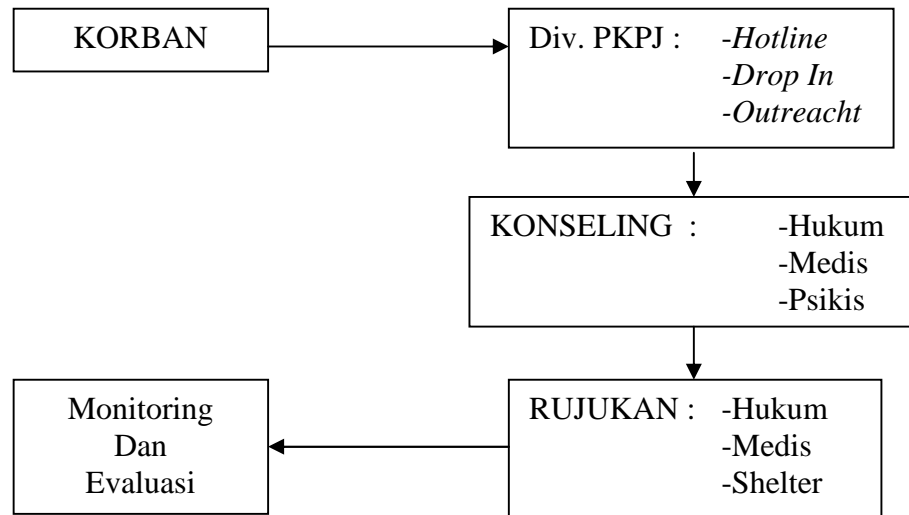 KORBAN
Div. PKPJ : -Hotline
-Drop In
-Outreacht
KONSELING : -Hukum
-Medis
-Psikis
RUJUKAN : -Hukum
-Medis
-Shelter
Monitoring
Dan
Evaluasi